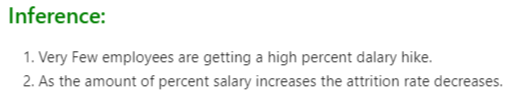 Inference:
1. Very Few employees are getting a high percent dalary hike.
2. As the amount of percent salary increases the attrition rate decreases.